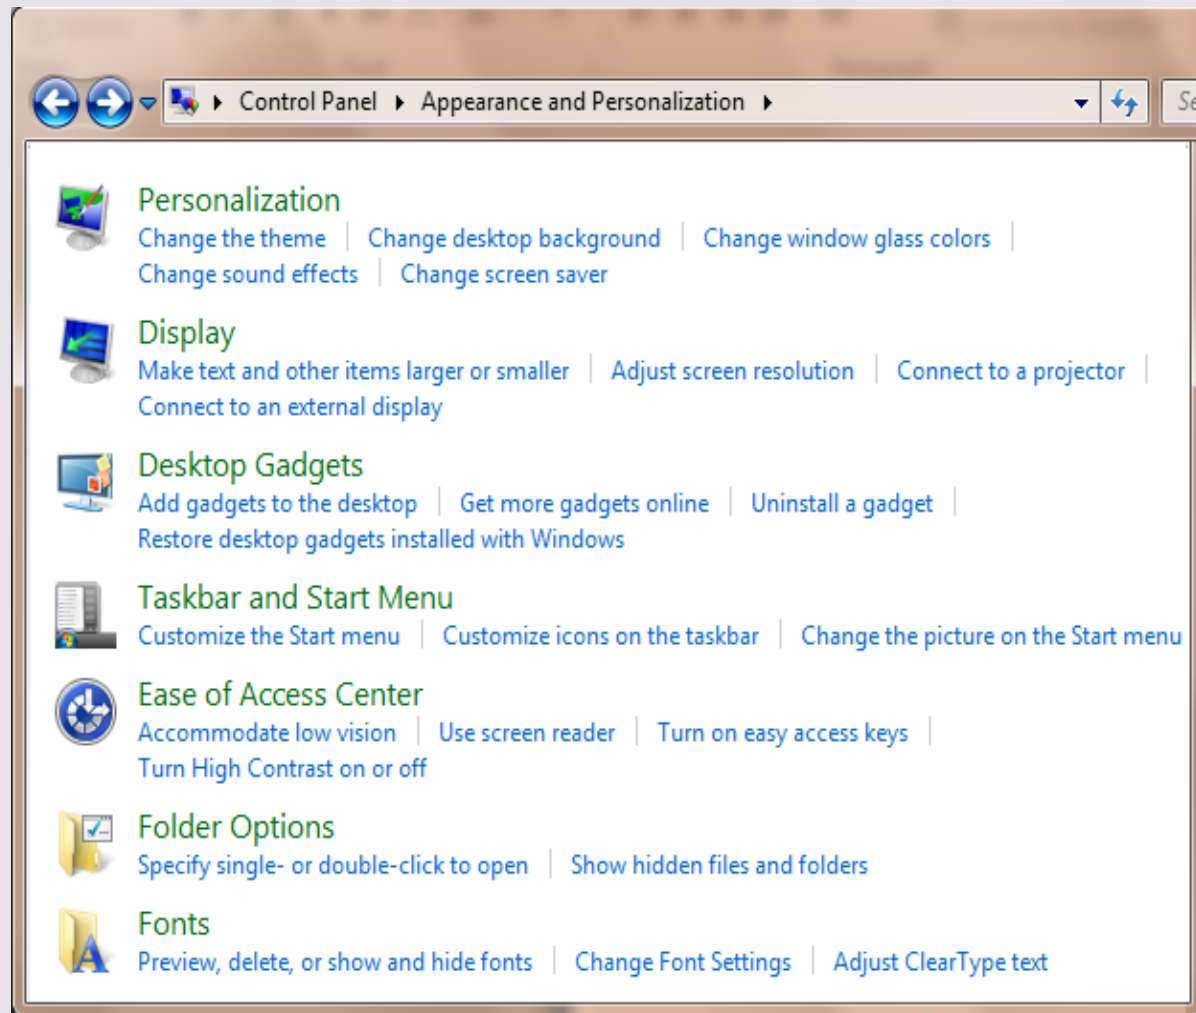 Control Panel Appearance and Personalization Se
Personalization
Change the theme Change desktop background Change window glass colors
Change sound effects Change screen saver
Display
Make text and other items larger or smaller Adjust screen resolution Connect to a projector
Connect to an external display
Desktop Gadgets
Add gadgets to the desktop Get more gadgets online Uninstall a gadget
Restore desktop gadgets installed with Windows
Taskbar and Start Menu
Customize the Start menu Customize icons on the taskbar Change the picture on the Start menu
Ease of Access Center
Accommodate low vision Use screen reader Turn on easy access keys
Turn High Contrast on or off
Folder Options
Specify single- or double-click to open Show hidden files and folders
Fonts
Preview, delete, or show and hide fonts Change Font Settings Adjust ClearType text